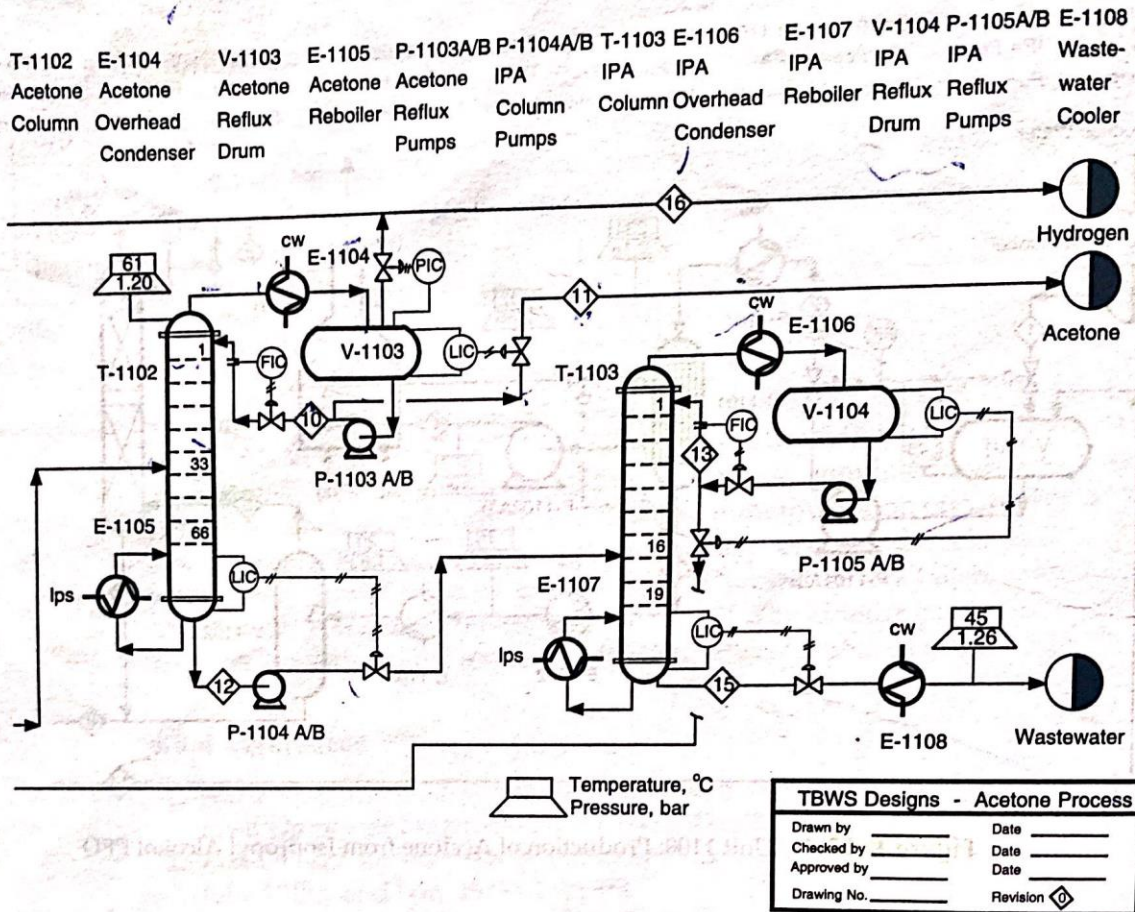 T-1102 E-1104 V-1103 E-1105 P-1103A/B P-1104A/B T-1103 E-1106 E-1107 V-1104 P-1105A/B E-1108
Acetone Acetone Acetone Acetone Acetone IPA IPA IPA IPA IPA IPA Waste-
Column Overhead Reflux Reboiler Reflux Column Column Overhead Reboiler Reflux Reflux water
Condenser Drum Pumps Pumps Condenser Drum Pumps Cooler
16
Hydrogen
61
1.20
cw
E-1104
PIC
11
Acetone
1
T-1102
FIC
V-1103
LIC
10
P-1103 A/B
33
66
E-1105
lps
LIC
12
P-1104 A/B
cw
E-1106
T-1103
1
FIC
13
V-1104
LIC
P-1105 A/B
16
19
E-1107
lps
LIC
15
cw
E-1108
45
1.26
Wastewater
Temperature, °C
Pressure, bar
TBWS Designs - Acetone Process
Drawn by Date
Checked by Date
Approved by Date
Drawing No. Revision 0